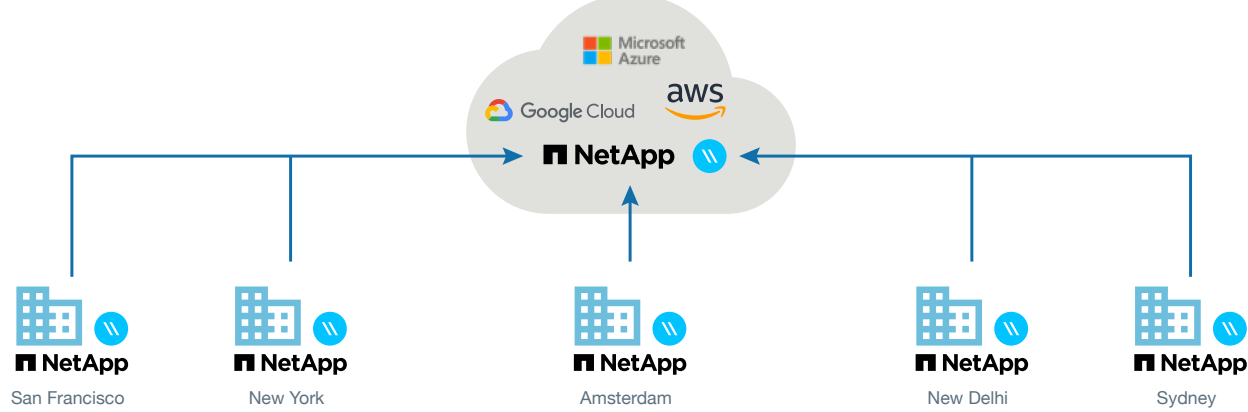 Microsoft
Azure
Google Cloud
aws
NetApp
NetApp
NetApp
NetApp
NetApp
NetApp
San Francisco
New York
Amsterdam
New Delhi
Sydney